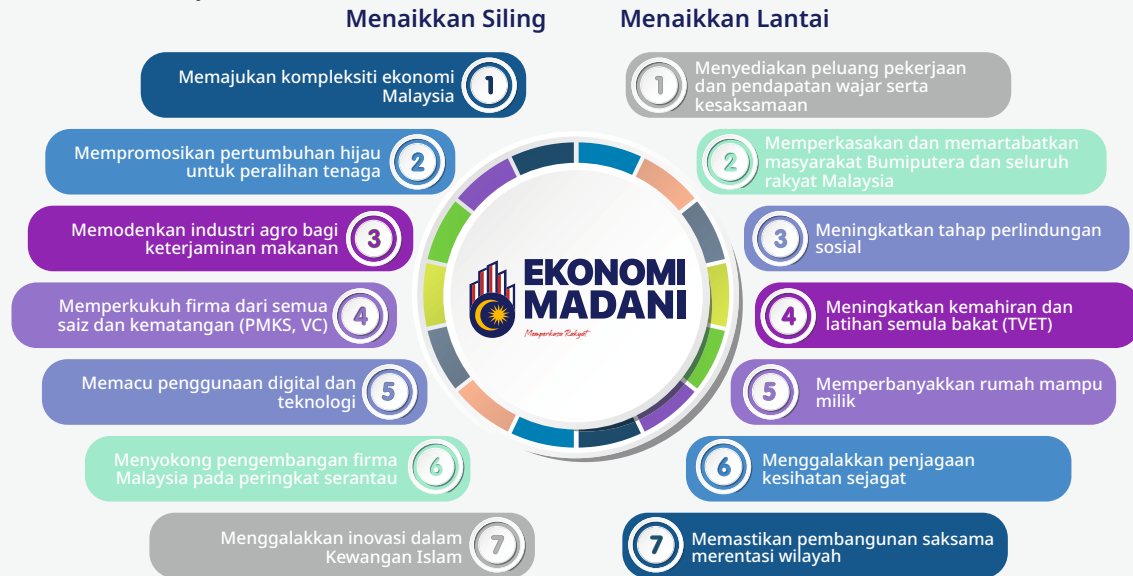 Menaikkan Siling
Menaikkan Lantai
1
Memajukan kompleksiti ekonomi
Malaysia
2
Mempromosikan pertumbuhan hijau
untuk peralihan tenaga
3
Memodenkan industri agro bagi
keterjaminan makanan
4
Memperkukuh firma dari semua
saiz dan kematangan (PMKS, VC)
5
Memacu penggunaan digital dan
teknologi
6
Menyokong pengembangan firma
Malaysia pada peringkat serantau
7
Menggalakkan inovasi dalam
Kewangan Islam
EKONOMI
MADANI
Memperkasa Rakyat
1
Menyediakan peluang pekerjaan
dan pendapatan wajar serta
kesaksamaan
2
Memperkasakan dan memartabatkan
masyarakat Bumiputera dan seluruh
rakyat Malaysia
3
Meningkatkan tahap perlindungan
sosial
4
Meningkatkan kemahiran dan
latihan semula bakat (TVET)
5
Memperbanyakkan rumah mampu
milik
6
Menggalakkan penjagaan
kesihatan sejagat
7
Memastikan pembangunan saksama
merentasi wilayah